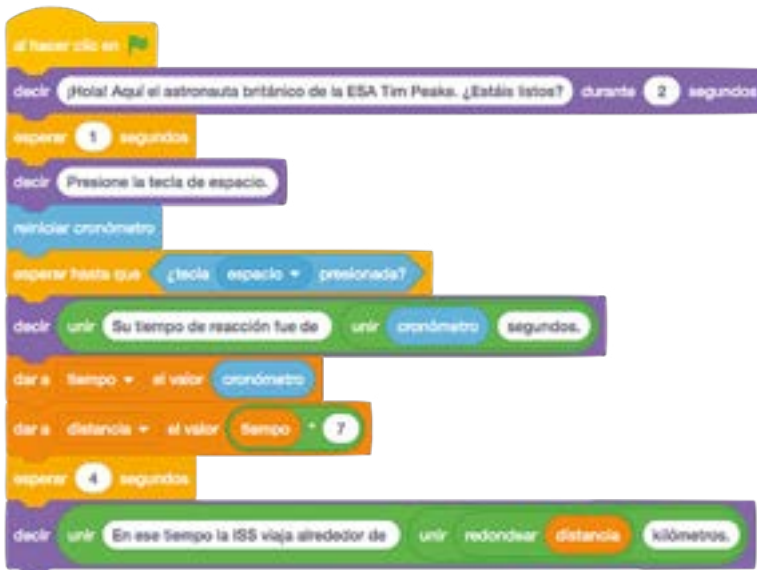 al hacer clic en
decir ¡Hola! Aquí el astronauta británico de la ESA Tim Peake. ¿Estáis listos? durante 2 segundos
esperar 1 segundos
decir Presione la tecla de espacio.
reiniciar cronómetro
esperar hasta que ¿tecla espacio presionada?
decir unir Su tiempo de reacción fue de unir cronómetro segundos.
dar a tiempo el valor cronómetro
dar a distancia el valor tiempo * 7
esperar 4 segundos
decir unir En ese tiempo la ISS viaja alrededor de unir redondear distancia kilómetros.